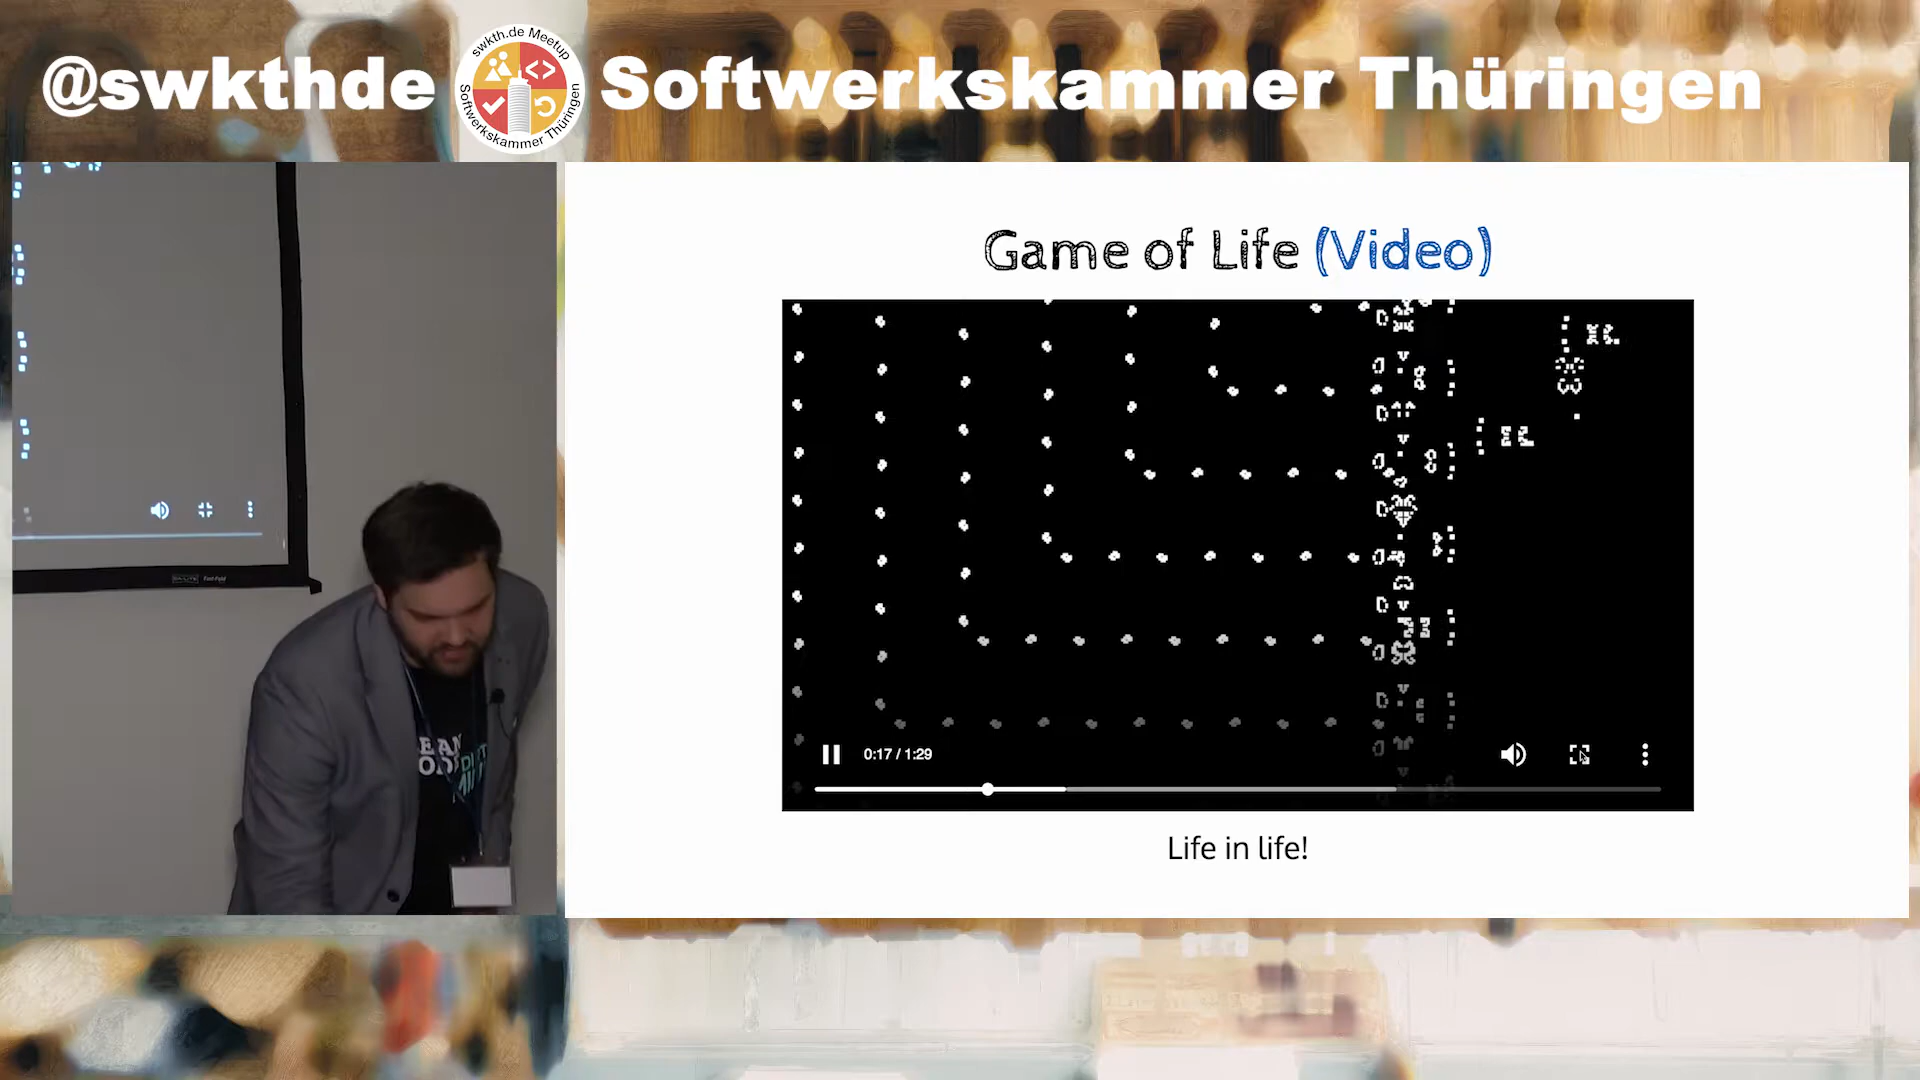 @swkthde
swkth.de Meetup
Softwerkskammer Thüringen
Softwerkskammer Thüringen
Game of Life (Video)
0:17 / 1:29
Life in life!